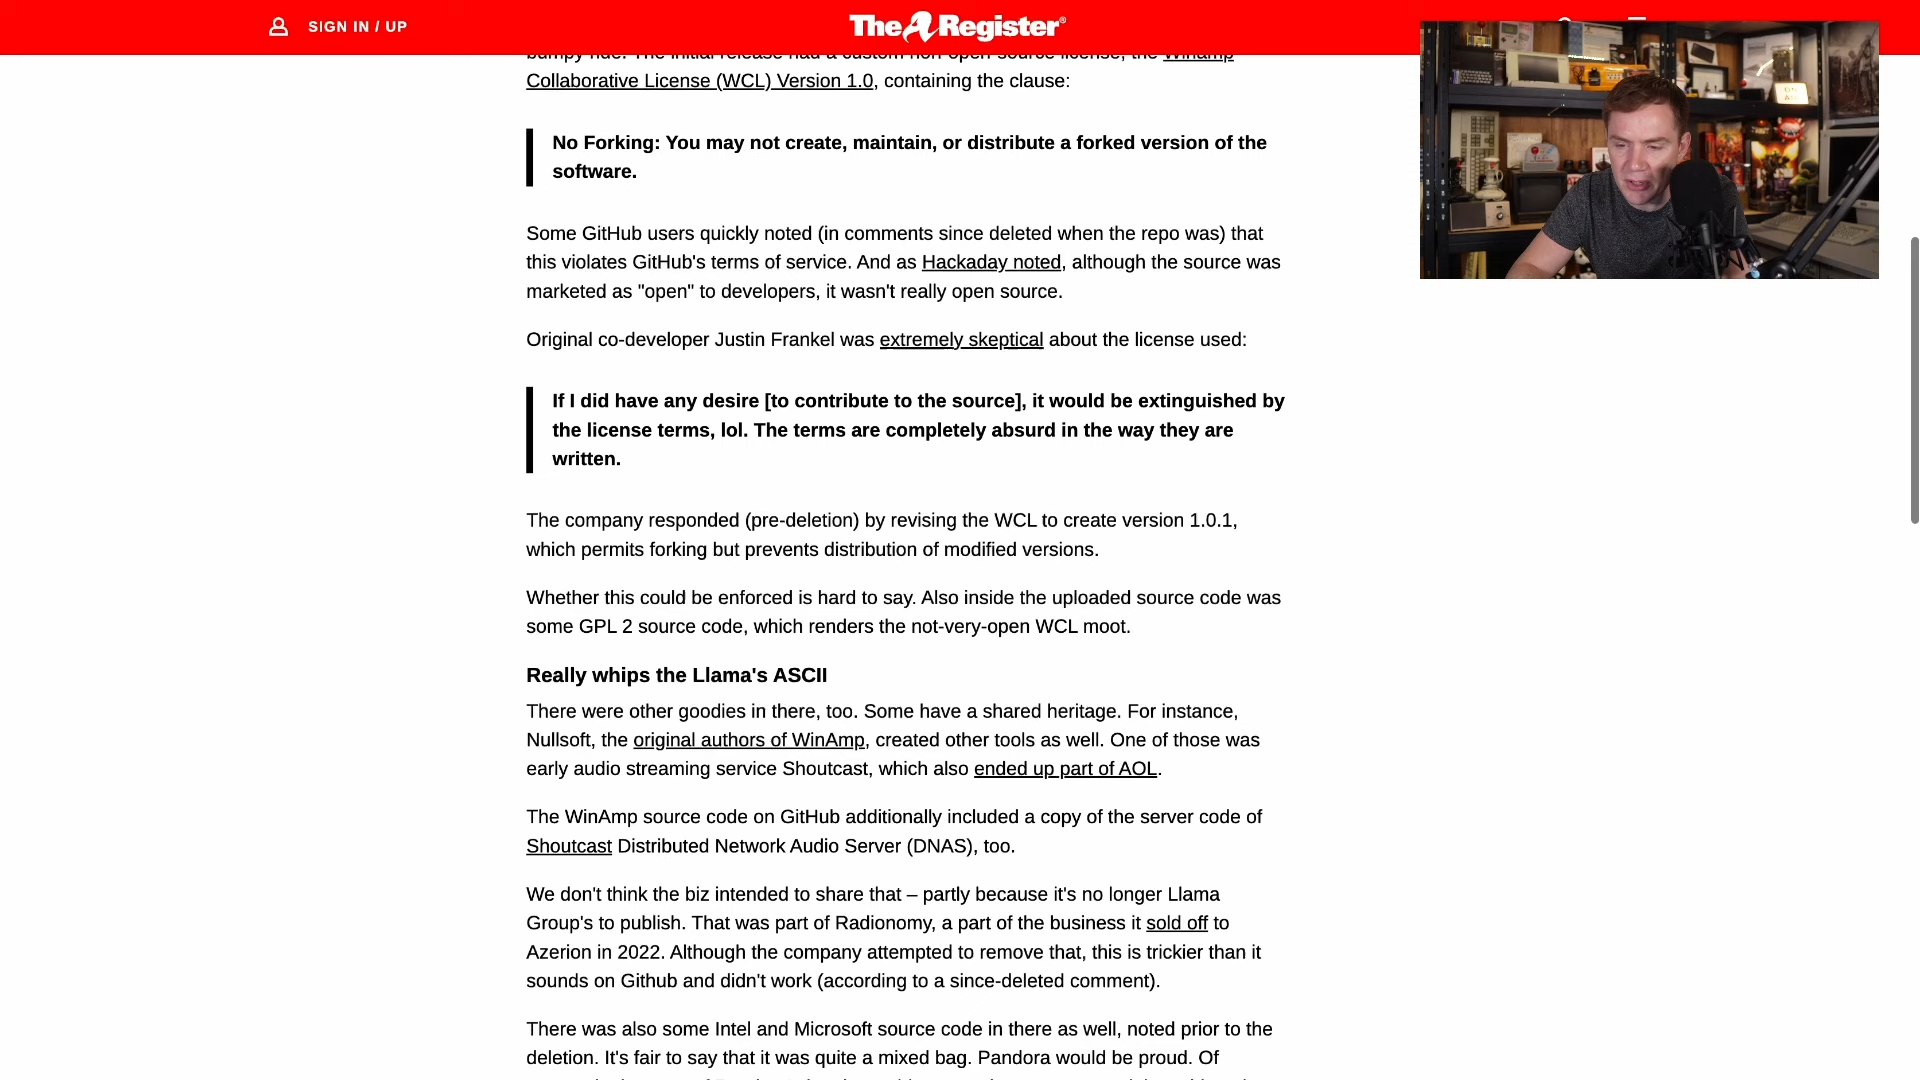 SIGN IN / UP
The Register
bumpy ride. The initial release had a custom non-open-source license, the Winamp
Collaborative License (WCL) Version 1.0, containing the clause:
No Forking: You may not create, maintain, or distribute a forked version of the
software.
Some GitHub users quickly noted (in comments since deleted when the repo was) that
this violates GitHub's terms of service. And as Hackaday noted, although the source was
marketed as "open" to developers, it wasn't really open source.
Original co-developer Justin Frankel was extremely skeptical about the license used:
If I did have any desire [to contribute to the source], it would be extinguished by
the license terms, lol. The terms are completely absurd in the way they are
written.
The company responded (pre-deletion) by revising the WCL to create version 1.0.1,
which permits forking but prevents distribution of modified versions.
Whether this could be enforced is hard to say. Also inside the uploaded source code was
some GPL 2 source code, which renders the not-very-open WCL moot.
Really whips the Llama's ASCII
There were other goodies in there, too. Some have a shared heritage. For instance,
Nullsoft, the original authors of WinAmp, created other tools as well. One of those was
early audio streaming service Shoutcast, which also ended up part of AOL.
The WinAmp source code on GitHub additionally included a copy of the server code of
Shoutcast Distributed Network Audio Server (DNAS), too.
We don't think the biz intended to share that – partly because it's no longer Llama
Group's to publish. That was part of Radionomy, a part of the business it sold off to
Azerion in 2022. Although the company attempted to remove that, this is trickier than it
sounds on Github and didn't work (according to a since-deleted comment).
There was also some Intel and Microsoft source code in there as well, noted prior to the
deletion. It's fair to say that it was quite a mixed bag. Pandora would be proud. Of